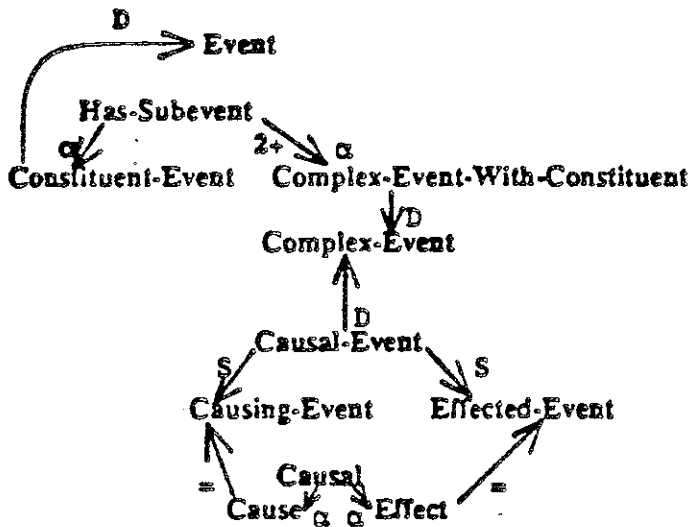 D
Event
Has-Subevent
α 2+ α
Constituent-Event Complex-Event-With-Constituent
D
Complex-Event
D
Causal-Event
S S
Causing-Event Effected-Event
Causal
= =
Cause α α Effect